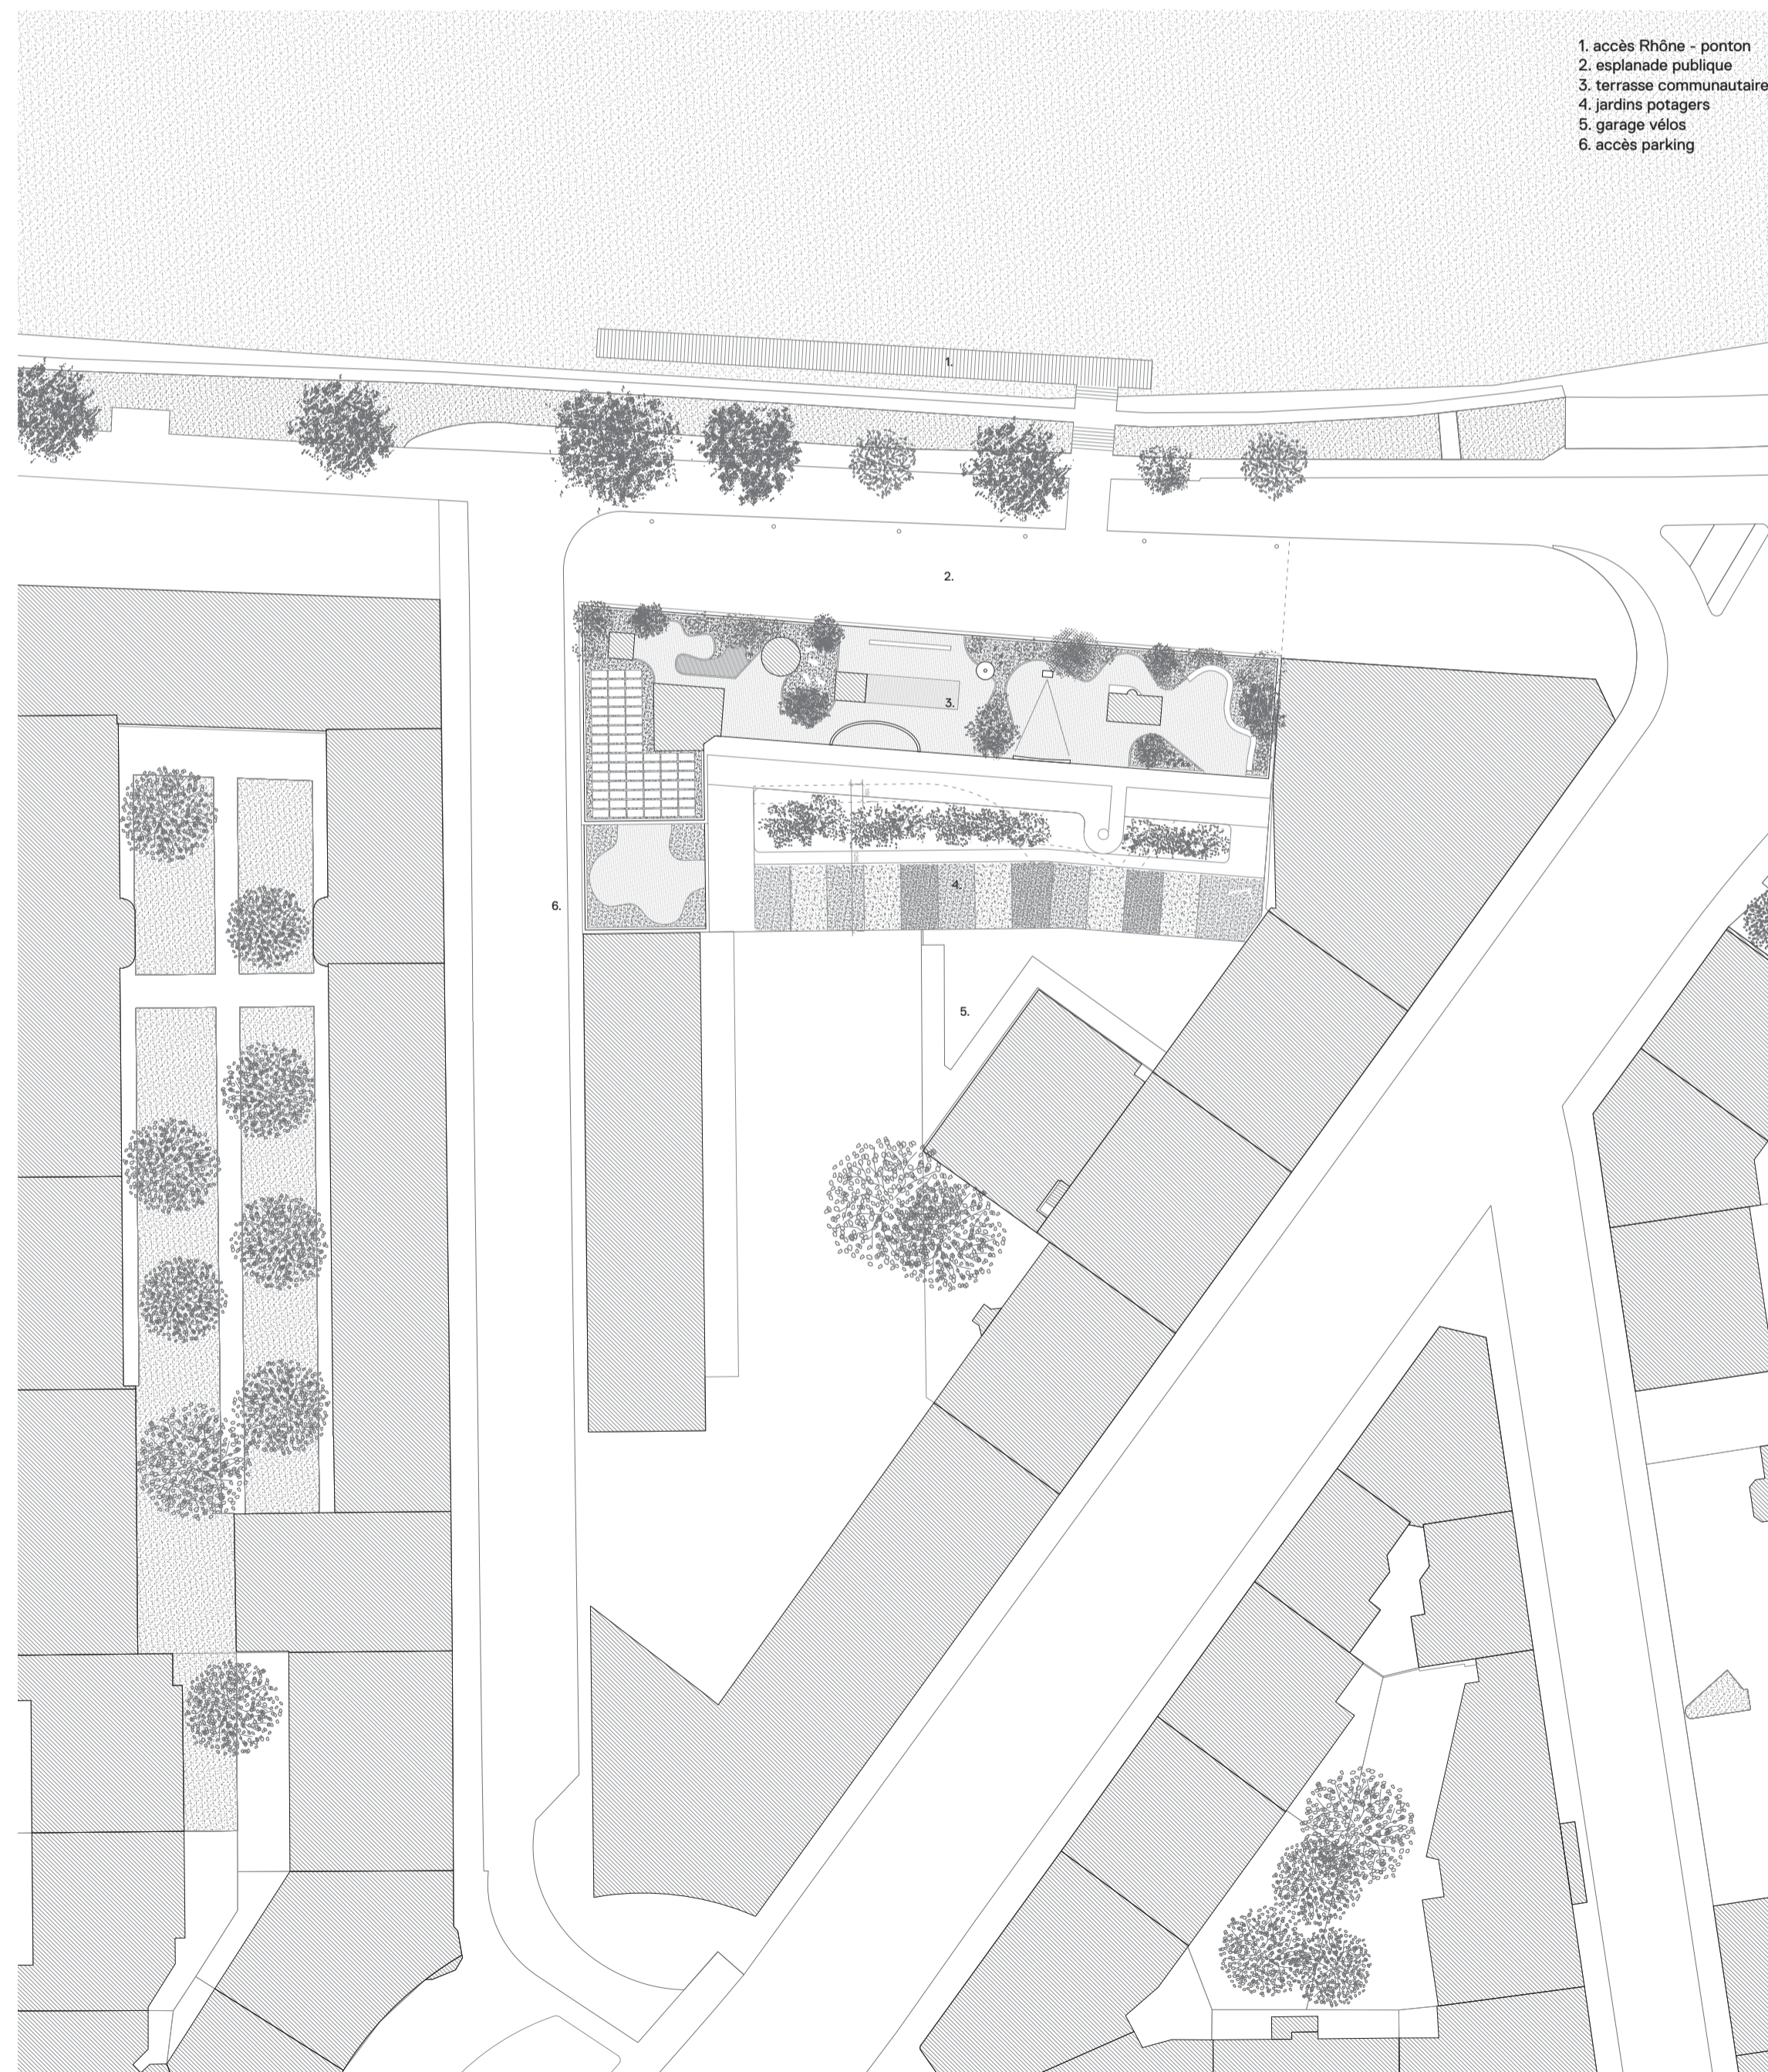 1. accès Rhône - ponton
2. esplanade publique
3. terrasse communautaire
4. jardins potagers
5. garage vélos
6. accès parking
1.
2.
3.
4.
6.
5.